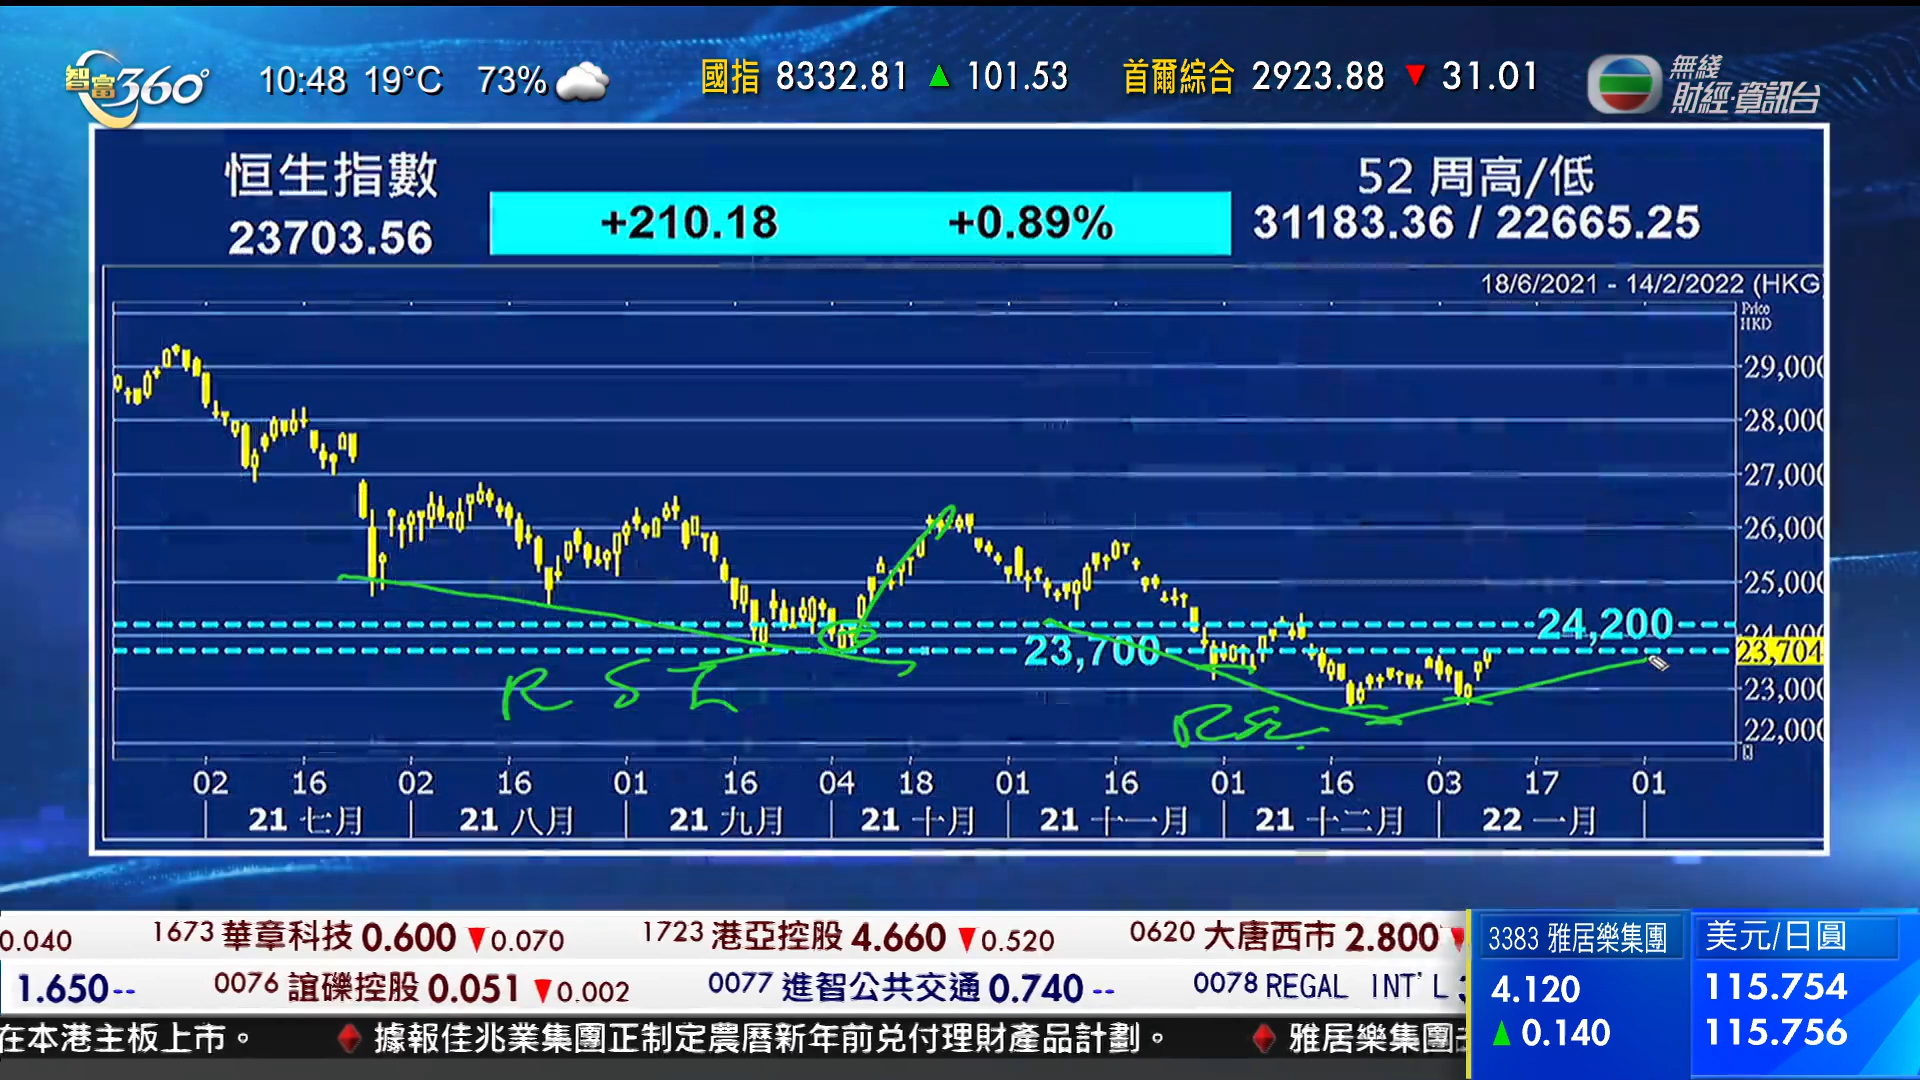 智富360°
10:48 19°C 73%
國指 8332.81 ▲ 101.53 首爾綜合 2923.88 ▼ 31.01
無綫
財經·資訊台
恒生指數
23703.56
+210.18 +0.89%
52 周高/低
31183.36 / 22665.25
18/6/2021 - 14/2/2022 (HKG)
Price
HKD
29,000
28,000
27,000
26,000
25,000
24,200
24,000
23,700
23,704
23,000
22,000
RSI
02 16 02 16 01 16 04 18 01 16 01 16 03 17 01
21 七月 21 八月 21 九月 21 十月 21 十一月 21 十二月 22 一月
0.040 1673 華章科技 0.600 ▼0.070 1723 港亞控股 4.660 ▼0.520 0620 大唐西市 2.800▼
1.650-- 0076 誼礫控股 0.051 ▼0.002 0077 進智公共交通 0.740 -- 0078 REGAL INT'L
在本港主板上市。 據報佳兆業集團正制定農曆新年前兌付理財產品計劃。 雅居樂集團
3383 雅居樂集團
4.120
▲ 0.140
美元/日圓
115.754
115.756